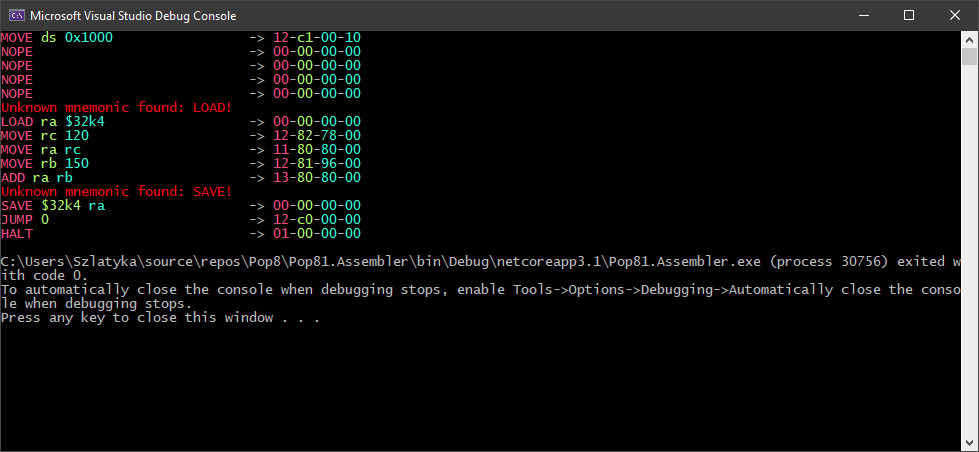 Microsoft Visual Studio Debug Console
MOVE ds 0x1000 -> 12-c1-00-10
NOPE -> 00-00-00-00
NOPE -> 00-00-00-00
NOPE -> 00-00-00-00
NOPE -> 00-00-00-00
Unknown mnemonic found: LOAD!
LOAD ra $32k4 -> 00-00-00-00
MOVE rc 120 -> 12-82-78-00
MOVE ra rc -> 11-80-80-00
MOVE rb 150 -> 12-81-96-00
ADD ra rb -> 13-80-80-00
Unknown mnemonic found: SAVE!
SAVE $32k4 ra -> 00-00-00-00
JUMP 0 -> 12-c0-00-00
HALT -> 01-00-00-00
C:\Users\Szlatyka\source\repos\Pop8\Pop81.Assembler\bin\Debug\netcoreapp3.1\Pop81.Assembler.exe (process 30756) exited w
ith code 0.
To automatically close the console when debugging stops, enable Tools->Options->Debugging->Automatically close the conso
le when debugging stops.
Press any key to close this window . . .